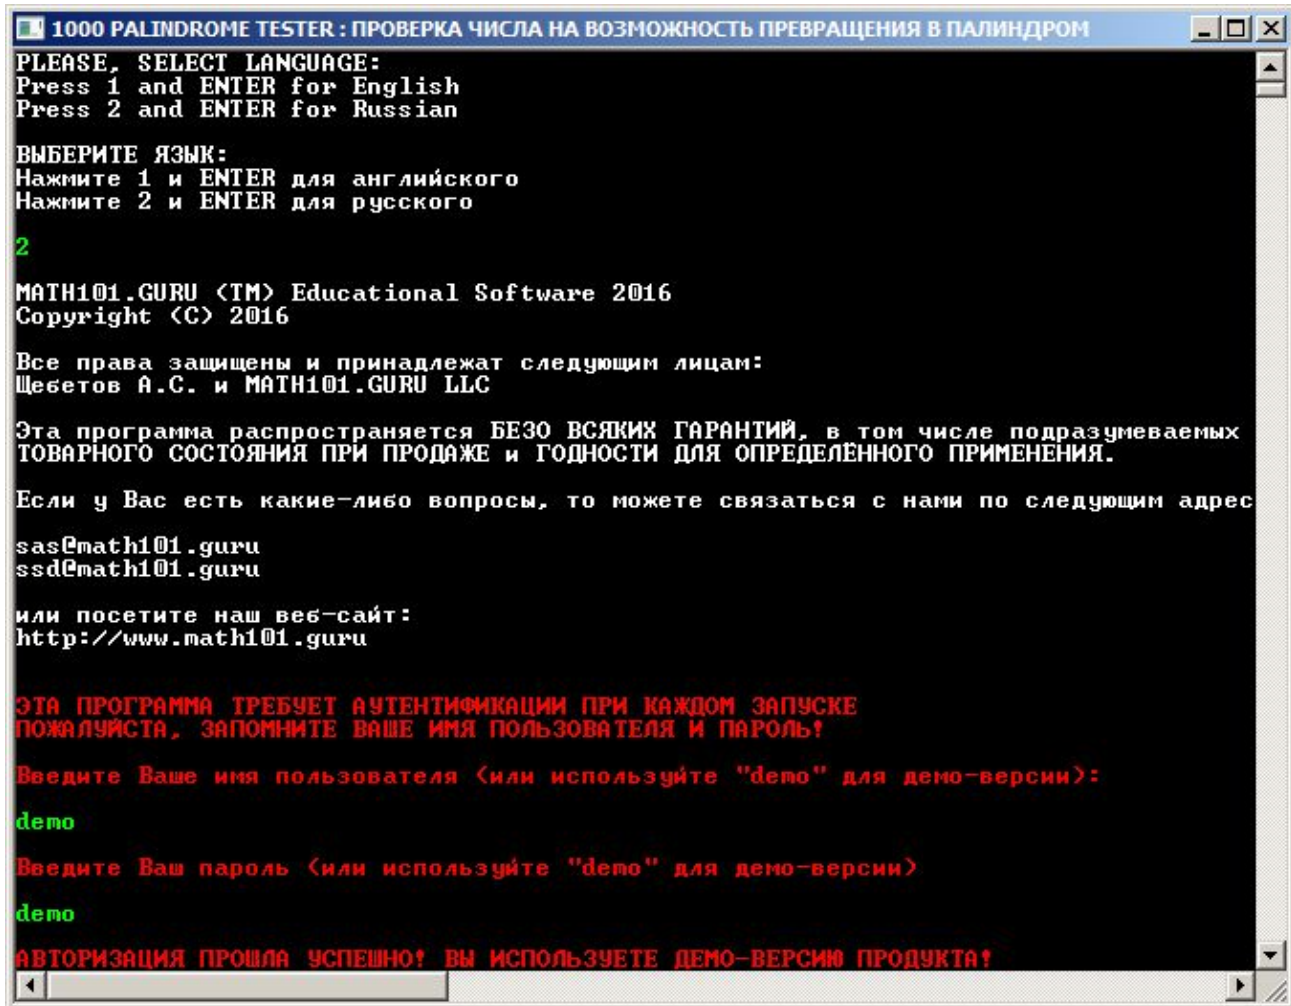 1000 PALINDROME TESTER : ПРОВЕРКА ЧИСЛА НА ВОЗМОЖНОСТЬ ПРЕВРАЩЕНИЯ В ПАЛИНДРОМ
PLEASE, SELECT LANGUAGE:
Press 1 and ENTER for English
Press 2 and ENTER for Russian
ВЫБЕРИТЕ ЯЗЫК:
Нажмите 1 и ENTER для английского
Нажмите 2 и ENTER для русского
2
MATH101.GURU (TM) Educational Software 2016
Copyright (C) 2016
Все права защищены и принадлежат следующим лицам:
Щебетов А.С. и MATH101.GURU LLC
Эта программа распространяется БЕЗО ВСЯКИХ ГАРАНТИЙ, в том числе подразумеваемых
ТОВАРНОГО СОСТОЯНИЯ ПРИ ПРОДАЖЕ и ГОДНОСТИ ДЛЯ ОПРЕДЕЛЁННОГО ПРИМЕНЕНИЯ.
Если у Вас есть какие-либо вопросы, то можете связаться с нами по следующим адрес
sas@math101.guru
ssd@math101.guru
или посетите наш веб-сайт:
http://www.math101.guru
ЭТА ПРОГРАММА ТРЕБУЕТ АУТЕНТИФИКАЦИИ ПРИ КАЖДОМ ЗАПУСКЕ
ПОЖАЛУЙСТА, ЗАПОМНИТЕ ВАШЕ ИМЯ ПОЛЬЗОВАТЕЛЯ И ПАРОЛЬ!
Введите Ваше имя пользователя (или используйте "demo" для демо-версии):
demo
Введите Ваш пароль (или используйте "demo" для демо-версии)
demo
АВТОРИЗАЦИЯ ПРОШЛА УСПЕШНО! ВЫ ИСПОЛЬЗУЕТЕ ДЕМО-ВЕРСИЮ ПРОДУКТА!